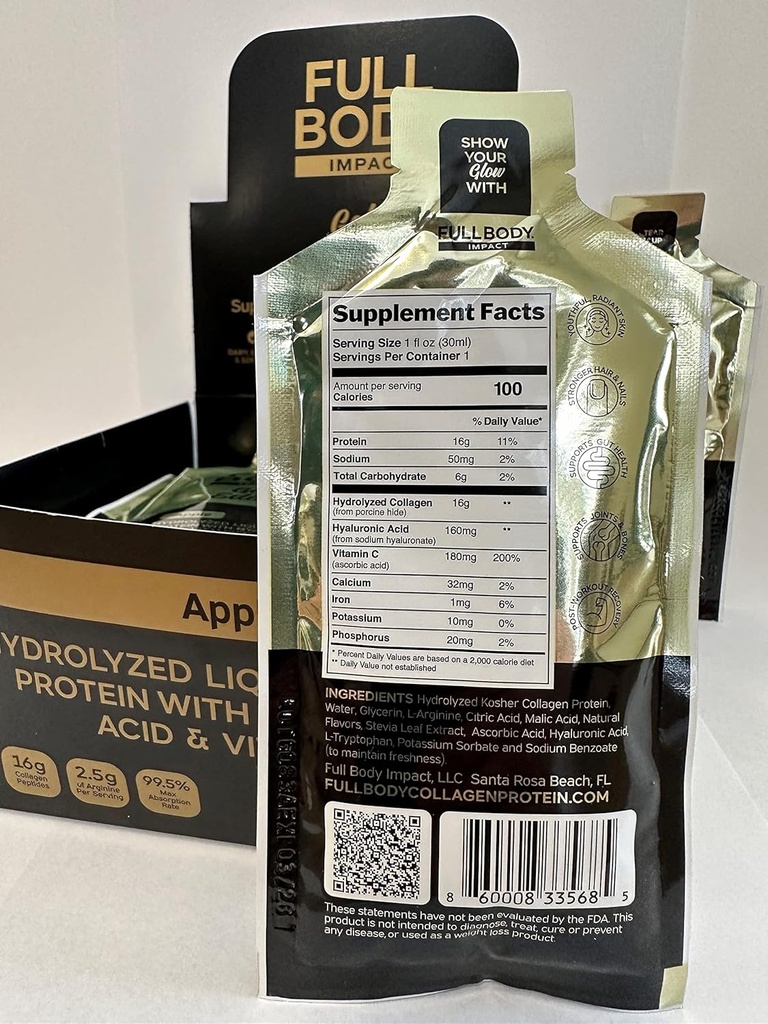 FULL
BOD
IMPAC
SHOW
YOUR
Glow
WITH
FULL BODY.
IMPACT
TEAR
UP
Supplement Facts
Serving Size 1 fl oz (30ml)
Servings Per Container 1
Amount per serving
Calories 100
% Daily Value*
Protein 16g 11%
Sodium 50mg 2%
Total Carbohydrate 6g 2%
Hydrolyzed Collagen 16g **
(from porcine hide)
Hyaluronic Acid 160mg **
(from sodium hyaluronate)
Vitamin C 180mg 200%
(ascorbic acid)
Calcium 32mg 2%
Iron 1mg 6%
Potassium 10mg 0%
Phosphorus 20mg 2%
* Percent Daily Values are based on a 2,000 calorie diet
** Daily Value not established
YOUTHFUL, RADIANT SKIN
STRONGER HAIR & NAILS
SUPPORTS GUT HEALTH
SUPPORTS JOINTS & BONES
POST-WORKOUT RECOVERY
INGREDIENTS Hydrolyzed Kosher Collagen Protein,
Water, Glycerin, L-Arginine, Citric Acid, Malic Acid, Natural
Flavors, Stevia Leaf Extract, Ascorbic Acid, Hyaluronic Acid,
L-Tryptophan, Potassium Sorbate and Sodium Benzoate
(to maintain freshness).
Full Body Impact, LLC Santa Rosa Beach, FL
FULLBODYCOLLAGENPROTEIN.COM
8 60008 33568 5
These statements have not been evaluated by the FDA. This
product is not intended to diagnose, treat, cure or prevent
any disease, or used as a weight loss product.
App
HYDROLYZED LIQ
PROTEIN WITH
ACID & VI
16g
Collagen
Peptides
2.5g
of Arginine
Per Serving
99.5%
Max
Absorption
Rate